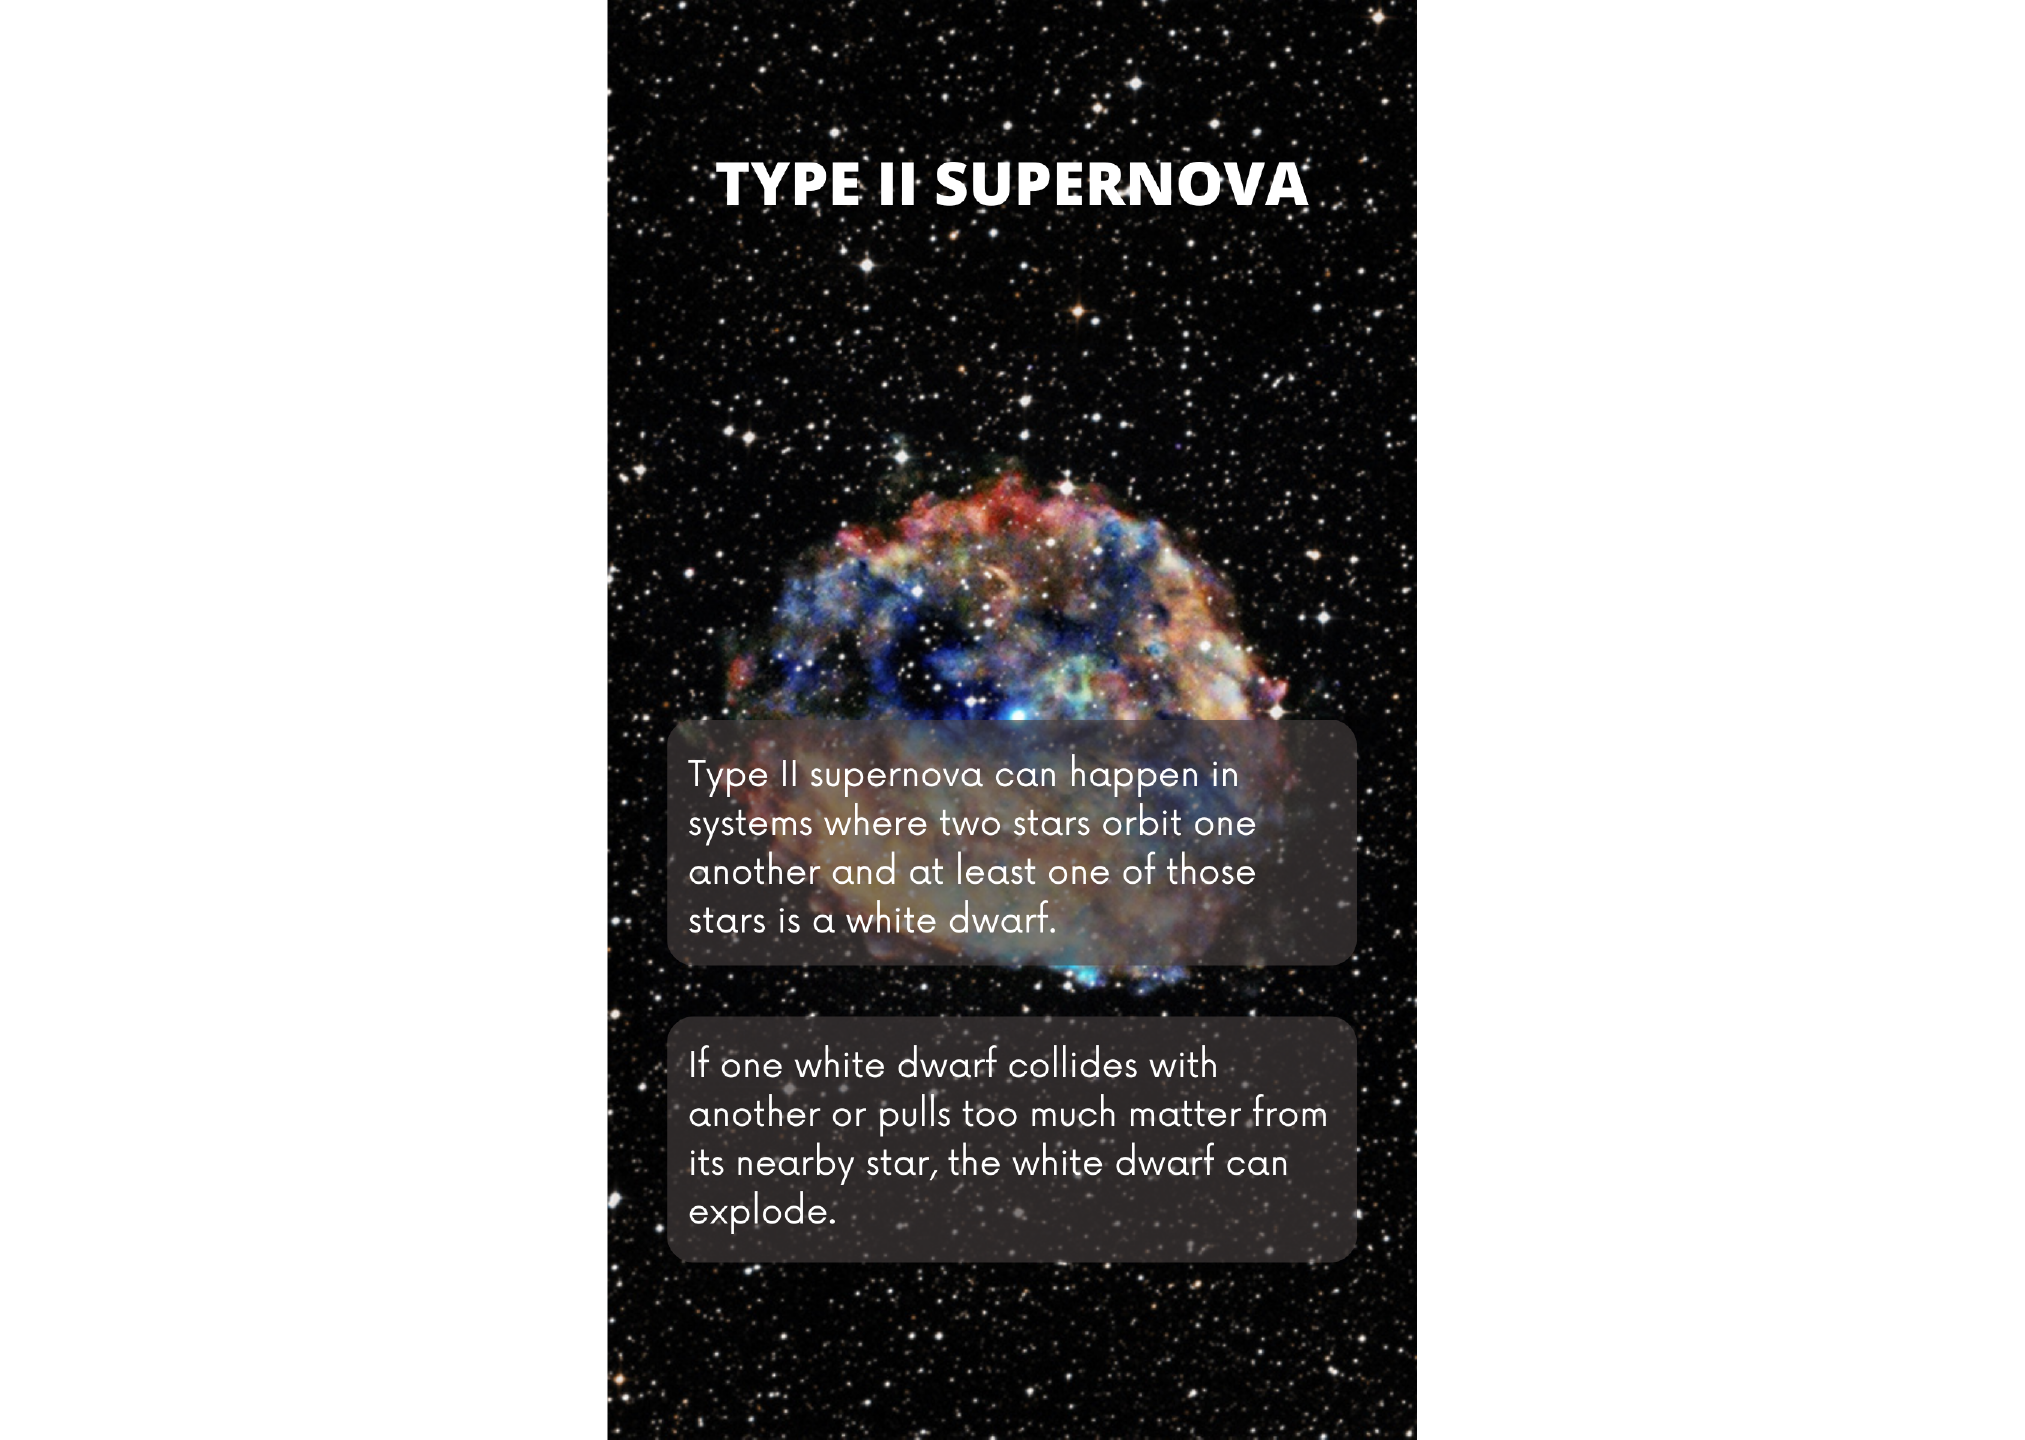 TYPE II SUPERNOVA
Type II supernova can happen in
systems where two stars orbit one
another and at least one of those
stars is a white dwarf.
If one white dwarf collides with
another or pulls too much matter from
its nearby star, the white dwarf can
explode.